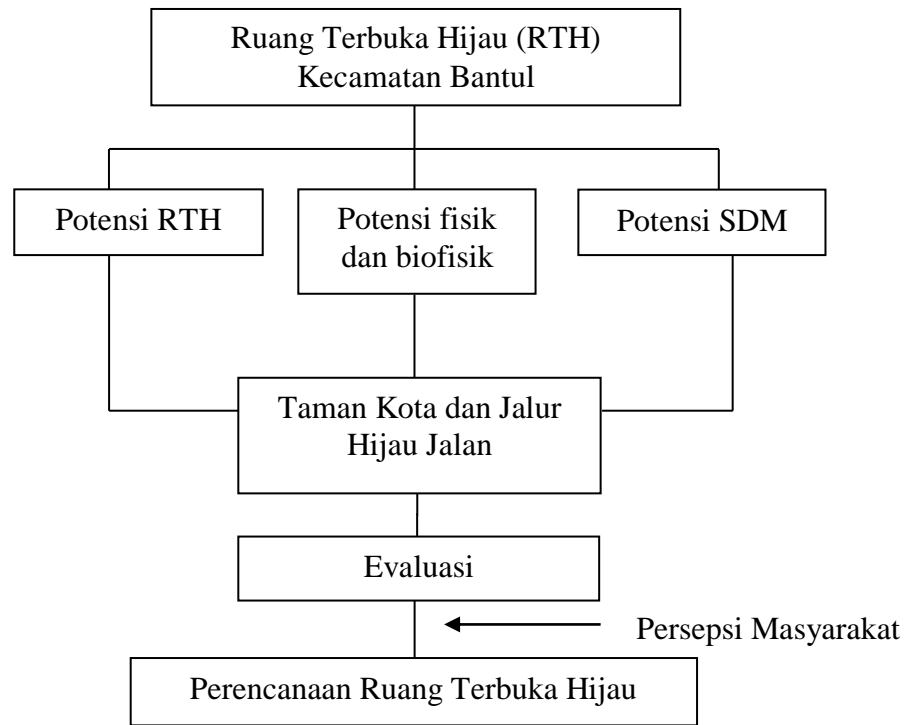 Ruang Terbuka Hijau (RTH)
Kecamatan Bantul
Potensi RTH
Potensi fisik
dan biofisik
Potensi SDM
Taman Kota dan Jalur
Hijau Jalan
Evaluasi
Persepsi Masyarakat
Perencanaan Ruang Terbuka Hijau